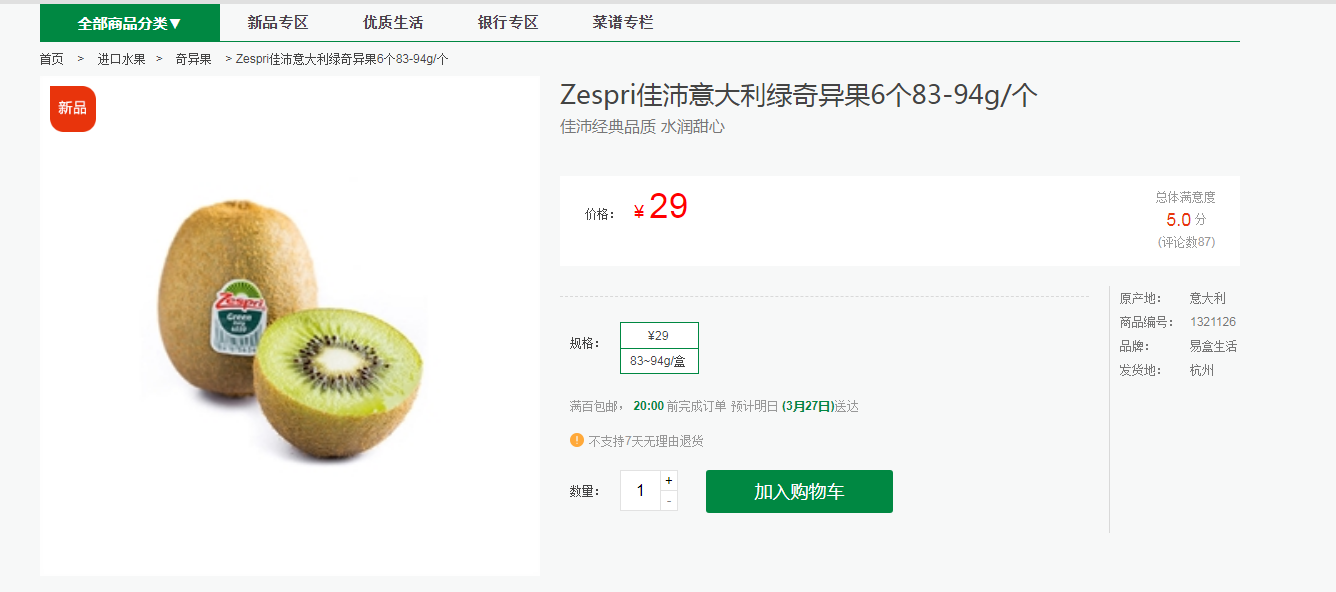 全部商品分类▼ 新品专区 优质生活 银行专区 菜谱专栏
首页 > 进口水果 > 奇异果 > Zespri佳沛意大利绿奇异果6个83-94g/个
新品
Zespri
Green
Zespri佳沛意大利绿奇异果6个83-94g/个
佳沛经典品质 水润甜心
价格： ¥ 29
总体满意度
5.0 分
(评论数87)
规格：
¥29
83~94g/盒
满百包邮， 20:00 前完成订单 预计明日 (3月27日)送达
! 不支持7天无理由退货
数量： 1 + - 加入购物车
原产地： 意大利
商品编号： 1321126
品牌： 易盒生活
发货地： 杭州